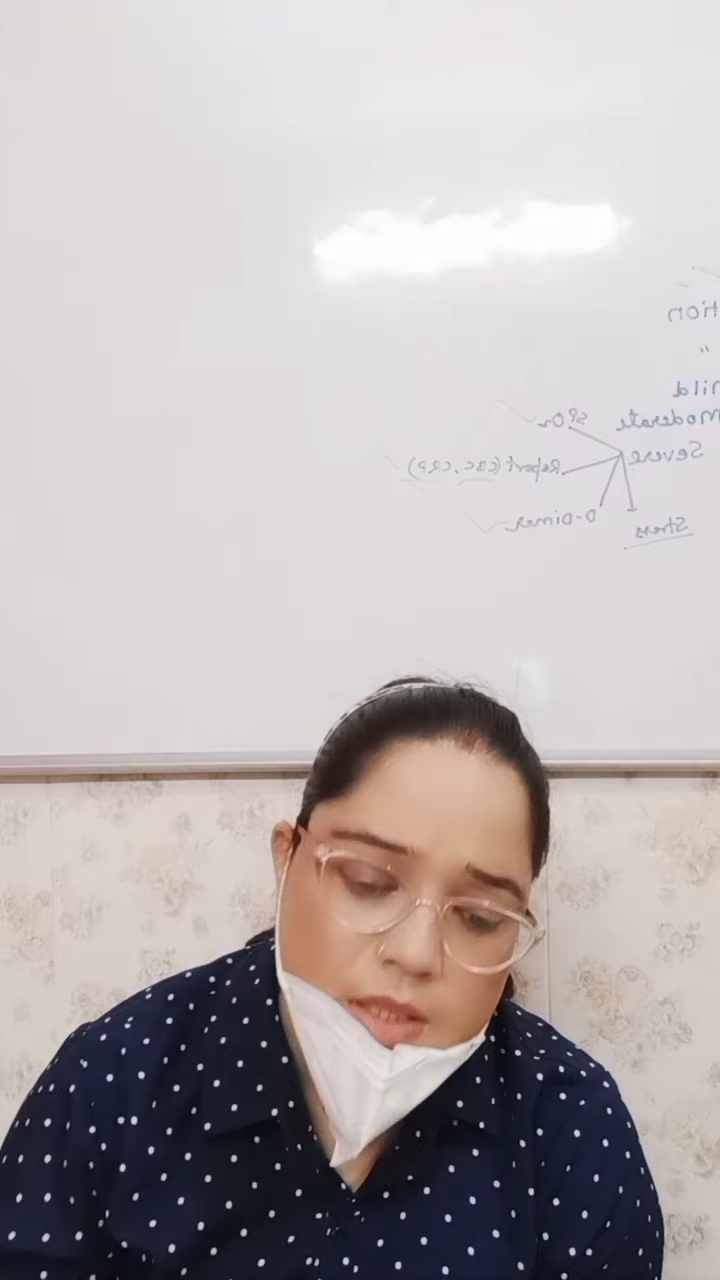 tion
"
Mild
Moderate
Severe
SPO2
Report (CBC, CRP)
D-Dimer
Stress